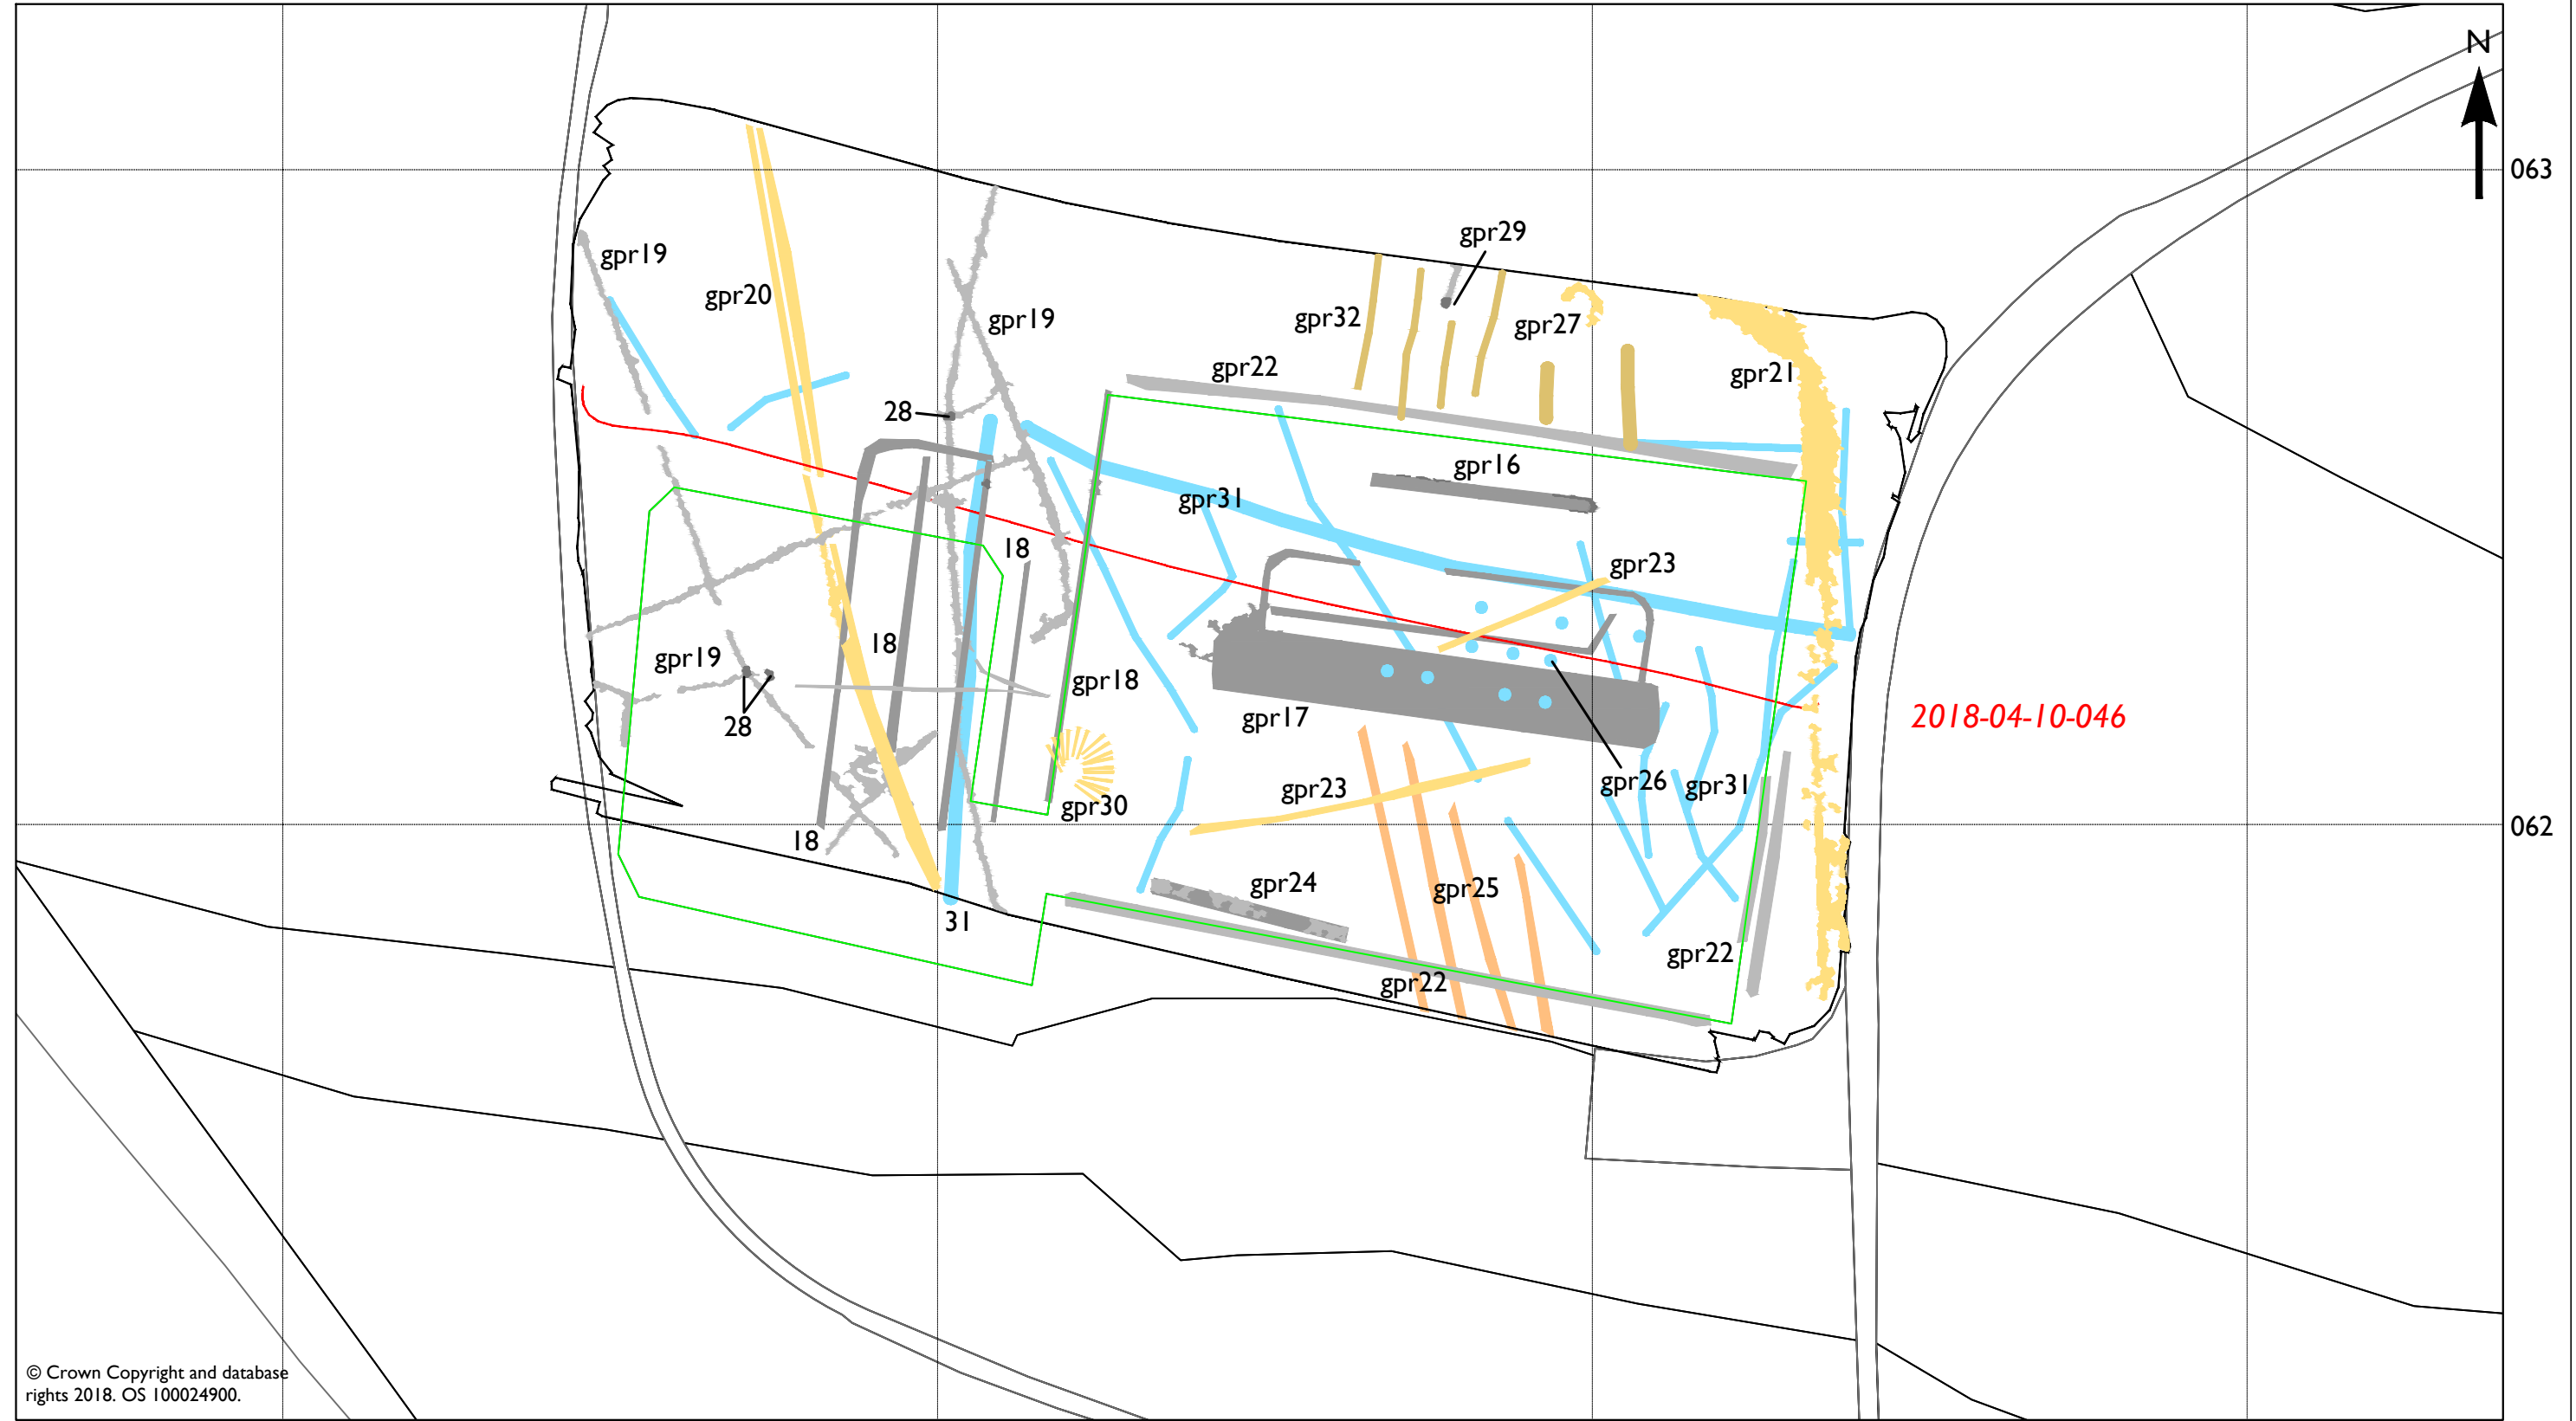 N
063
gpr29
gpr19
gpr20
gpr19
gpr32
gpr27
gpr22
gpr21
28
gpr16
gpr31
18
gpr23
18
gpr19
gpr18
28
gpr17
2018-04-10-046
gpr26
gpr31
gpr23
gpr30
18
062
gpr24
gpr25
31
gpr22
gpr22
© Crown Copyright and database
rights 2018. OS 100024900.